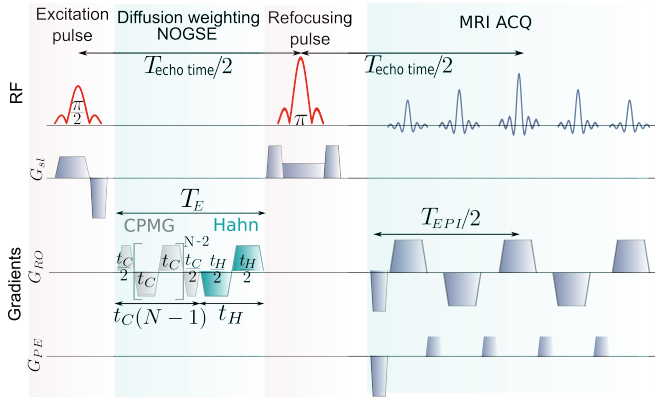 Excitation pulse
Diffusion weighting NOGSE
Refocusing pulse
MRI ACQ
T_echo time/2
T_echo time/2
RF
π/2
π
G_sl
T_E
CPMG
Hahn
T_EPI/2
N-2
t_C/2
t_C
t_C
t_C/2
t_H/2
t_H/2
Gradients
G_RO
t_C(N − 1)
t_H
G_PE